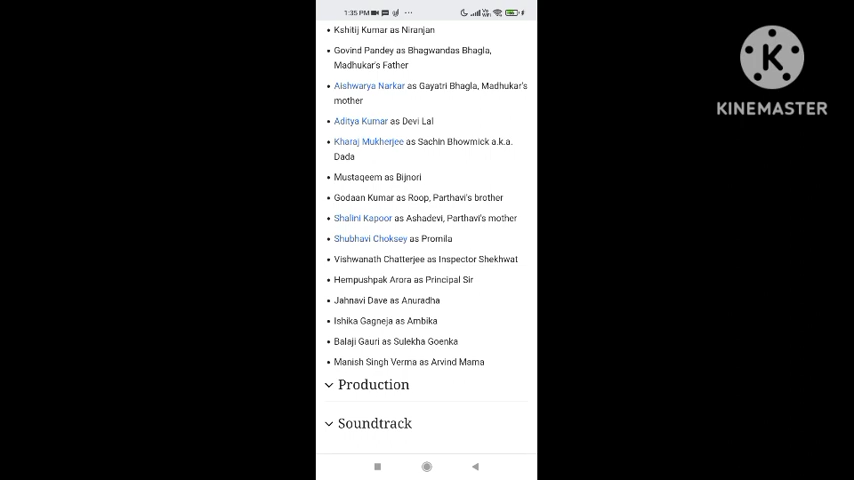 1:35 PM
Kshitij Kumar as Niranjan
Govind Pandey as Bhagwandas Bhagla,
Madhukar's Father
Aishwarya Narkar as Gayatri Bhagla, Madhukar's
mother
Aditya Kumar as Devi Lal
Kharaj Mukherjee as Sachin Bhowmick a.k.a.
Dada
Mustaqeem as Bijnori
Godaan Kumar as Roop, Parthavi's brother
Shalini Kapoor as Ashadevi, Parthavi's mother
Shubhavi Choksey as Promila
Vishwanath Chatterjee as Inspector Shekhwat
Hempushpak Arora as Principal Sir
Jahnavi Dave as Anuradha
Ishika Gagneja as Ambika
Balaji Gauri as Sulekha Goenka
Manish Singh Verma as Arvind Mama
Production
Soundtrack
K
KINEMASTER